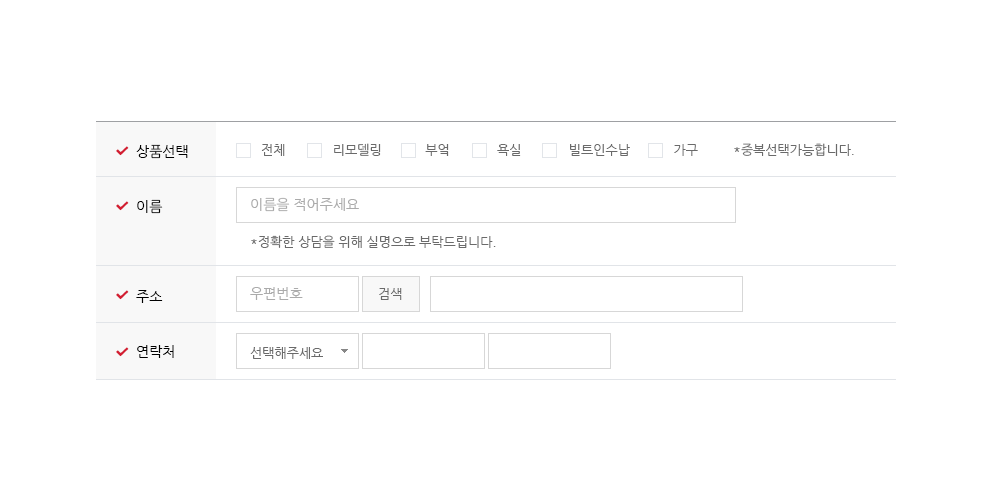 상품선택 전체 리모델링 부엌 욕실 빌트인수납 가구 *중복선택가능합니다.
이름 이름을 적어주세요
*정확한 상담을 위해 실명으로 부탁드립니다.
주소 우편번호 검색
연락처 선택해주세요